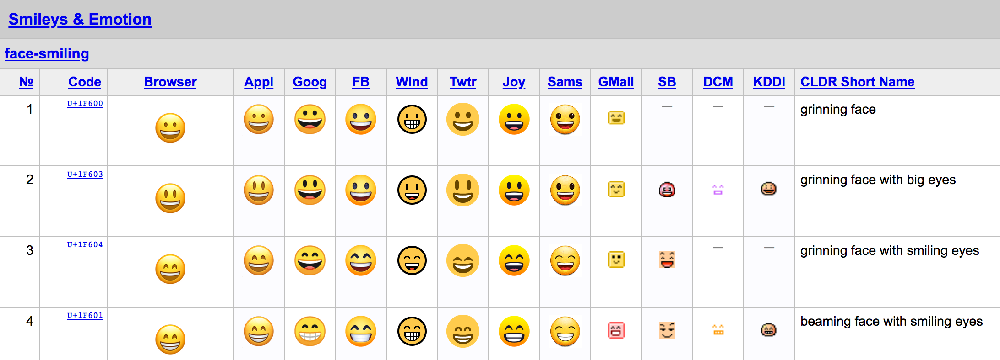 Smileys & Emotion
face-smiling
№ Code Browser Appl Goog FB Wind Twtr Joy Sams GMail SB DCM KDDI CLDR Short Name
1 U+1F600 — — — grinning face
2 U+1F603 grinning face with big eyes
3 U+1F604 — — grinning face with smiling eyes
4 U+1F601 beaming face with smiling eyes